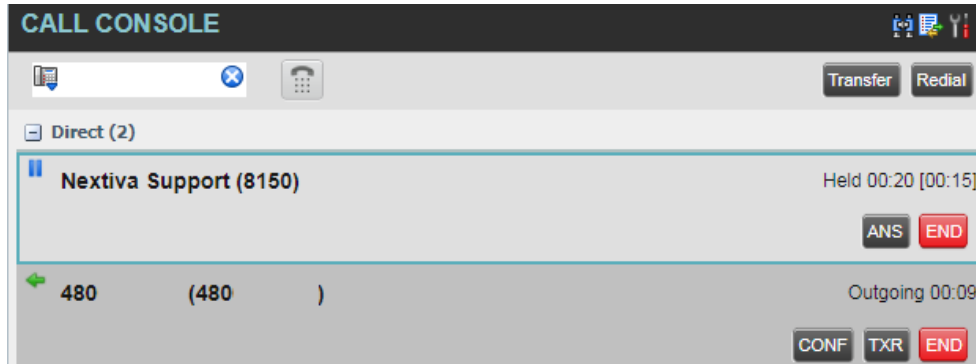 CALL CONSOLE
Transfer Redial
Direct (2)
Nextiva Support (8150) Held 00:20 [00:15]
ANS END
480 (480 ) Outgoing 00:09
CONF TXR END